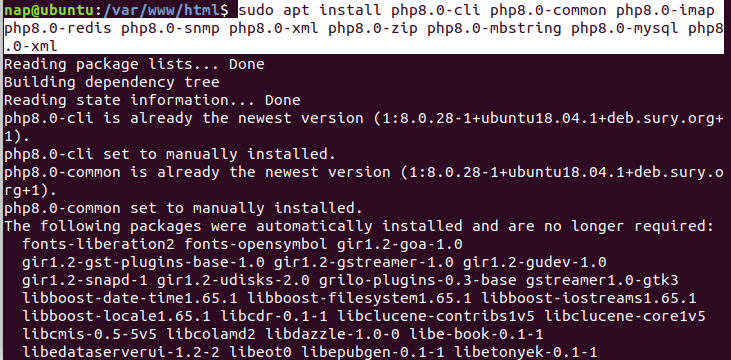 nap@ubuntu:/var/www/html$ sudo apt install php8.0-cli php8.0-common php8.0-imap
php8.0-redis php8.0-snmp php8.0-xml php8.0-zip php8.0-mbstring php8.0-mysql php8
.0-xml
Reading package lists... Done
Building dependency tree
Reading state information... Done
php8.0-cli is already the newest version (1:8.0.28-1+ubuntu18.04.1+deb.sury.org+
1).
php8.0-cli set to manually installed.
php8.0-common is already the newest version (1:8.0.28-1+ubuntu18.04.1+deb.sury.o
rg+1).
php8.0-common set to manually installed.
The following packages were automatically installed and are no longer required:
  fonts-liberation2 fonts-opensymbol gir1.2-goa-1.0
  gir1.2-gst-plugins-base-1.0 gir1.2-gstreamer-1.0 gir1.2-gudev-1.0
  gir1.2-snapd-1 gir1.2-udisks-2.0 grilo-plugins-0.3-base gstreamer1.0-gtk3
  libboost-date-time1.65.1 libboost-filesystem1.65.1 libboost-iostreams1.65.1
  libboost-locale1.65.1 libcdr-0.1-1 libclucene-contribs1v5 libclucene-core1v5
  libcmis-0.5-5v5 libcolamd2 libdazzle-1.0-0 libe-book-0.1-1
  libedataserverui-1.2-2 libeot0 libepubgen-0.1-1 libetonyek-0.1-1